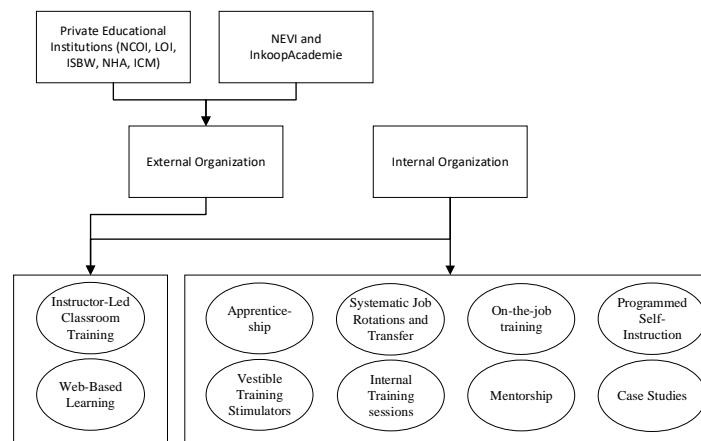 Private Educational
Institutions (NCOI, LOI,
ISBW, NHA, ICM)
NEVI and
InkoopAcademie
External Organization
Internal Organization
Instructor-Led
Classroom
Training
Apprentice-
ship
Systematic Job
Rotations and
Transfer
On-the-job
training
Programmed
Self-
Instruction
Web-Based
Learning
Vestible
Training
Stimulators
Internal
Training
sessions
Mentorship
Case Studies